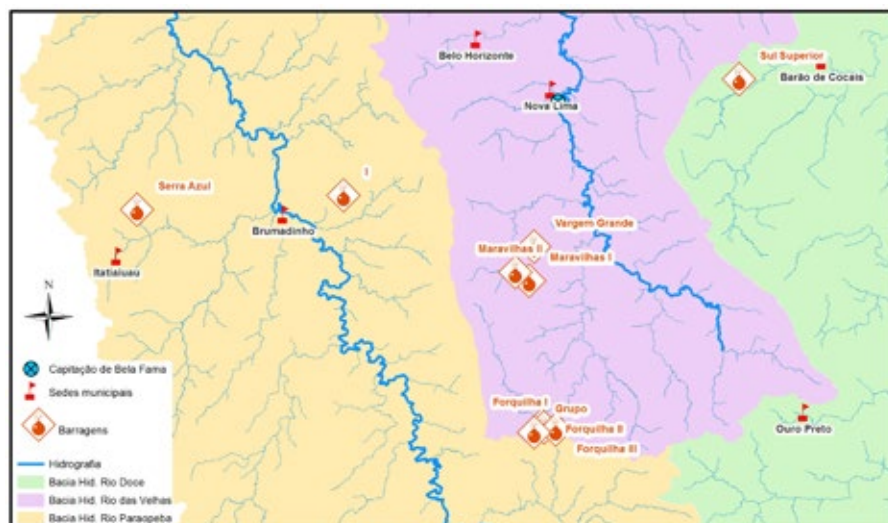 Belo Horizonte
Sul Superior
Barão de Cocais
Nova Lima
Serra Azul
I
Brumadinho
Vargem Grande
Maravilhas II
Maravilhas I
Itatiaiuau
N
Capitação de Bela Fama
Sedes municipais
Barragens
Forquilha I
Grupo
Forquilha II
Forquilha III
Ouro Preto
Hidrografia
Bacia Hid. Rio Doce
Bacia Hid. Rio das Velhas
Bacia Hid. Rio Paraopeba